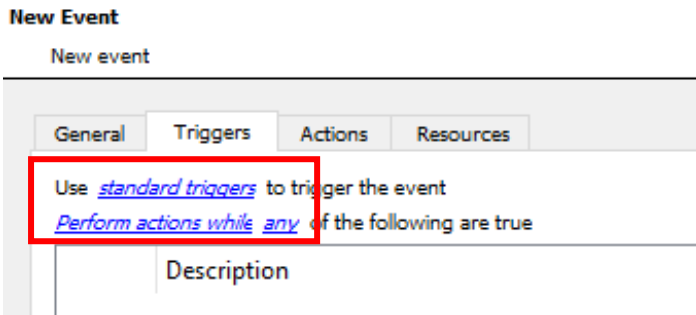 New Event
New event
General Triggers Actions Resources
Use standard triggers to trigger the event
Perform actions while any of the following are true
Description